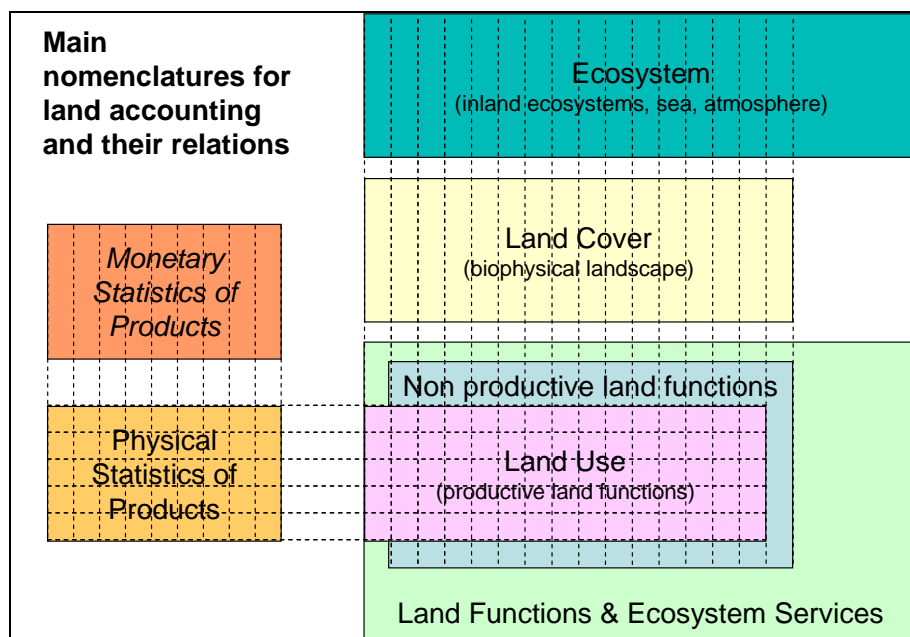 Main
nomenclatures for
land accounting
and their relations
Ecosystem
(inland ecosystems, sea, atmosphere)
Land Cover
(biophysical landscape)
Monetary
Statistics of
Products
Non productive land functions
Physical
Statistics of
Products
Land Use
(productive land functions)
Land Functions & Ecosystem Services